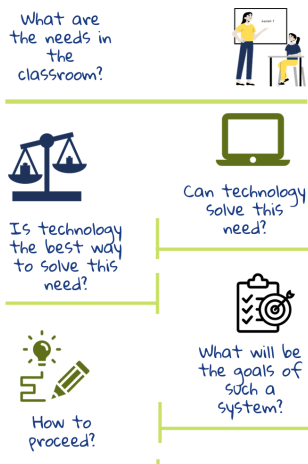 What are
the needs in
the
classroom?
Can technology
solve this
need?
Is technology
the best way
to solve this
need?
What will be
the goals of
such a
system?
How to
proceed?